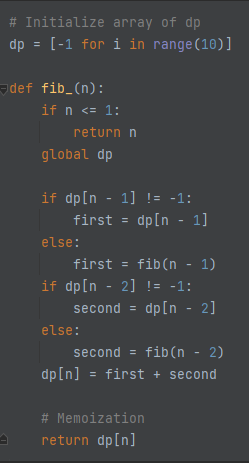 # Initialize array of dp
dp = [-1 for i in range(10)]
def fib_(n):
    if n <= 1:
        return n
    global dp
    if dp[n - 1] != -1:
        first = dp[n - 1]
    else:
        first = fib(n - 1)
    if dp[n - 2] != -1:
        second = dp[n - 2]
    else:
        second = fib(n - 2)
    dp[n] = first + second
    # Memoization
    return dp[n]